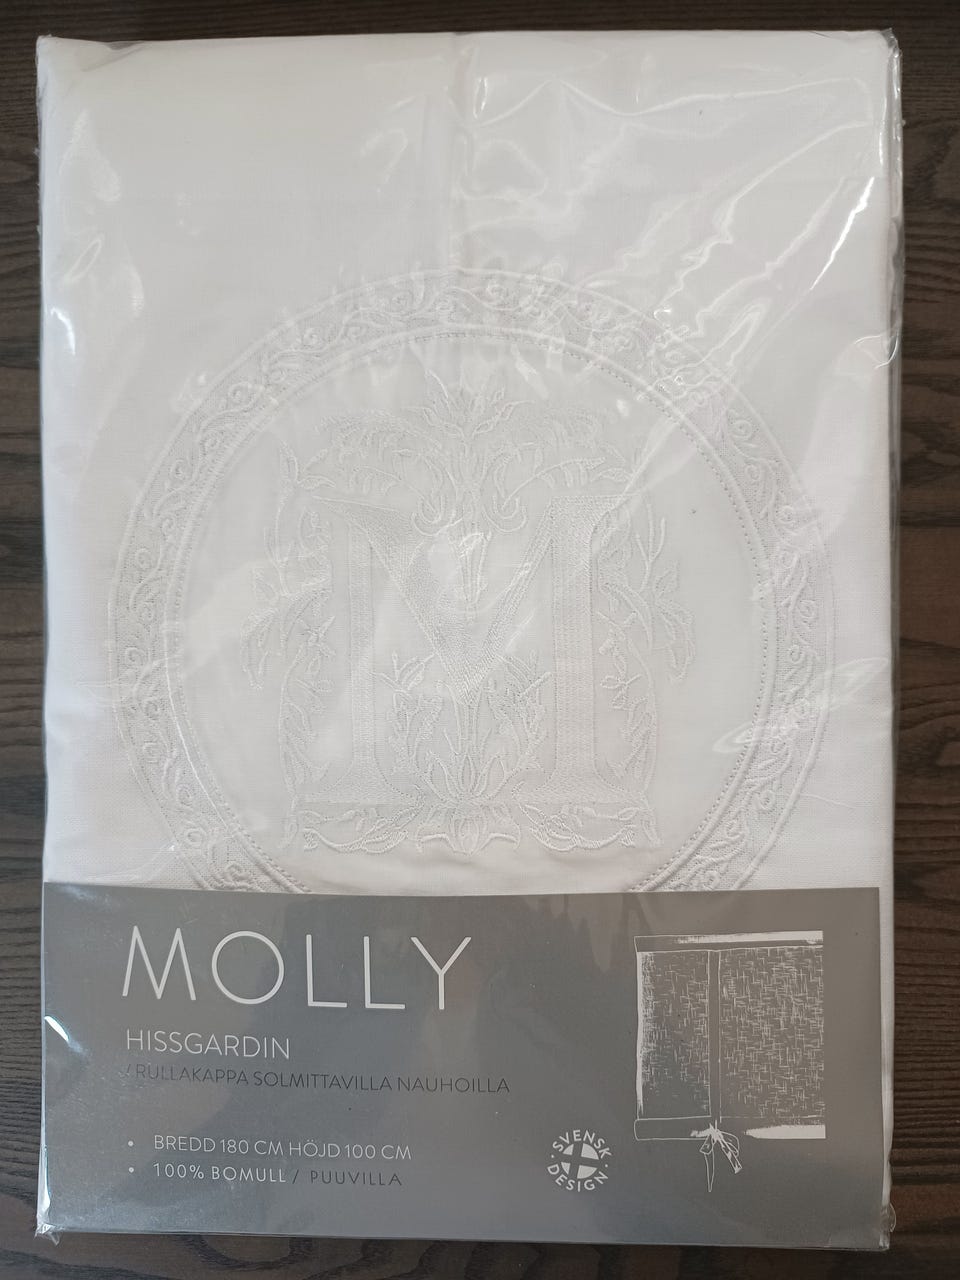 M
MOLLY
HISSGARDIN
/ RULLAKAPPA SOLMITTAVILLA NAUHOILLA
• BREDD 180 CM HÖJD 100 CM
• 100% BOMULL / PUUVILLA
SVENSK
DESIGN